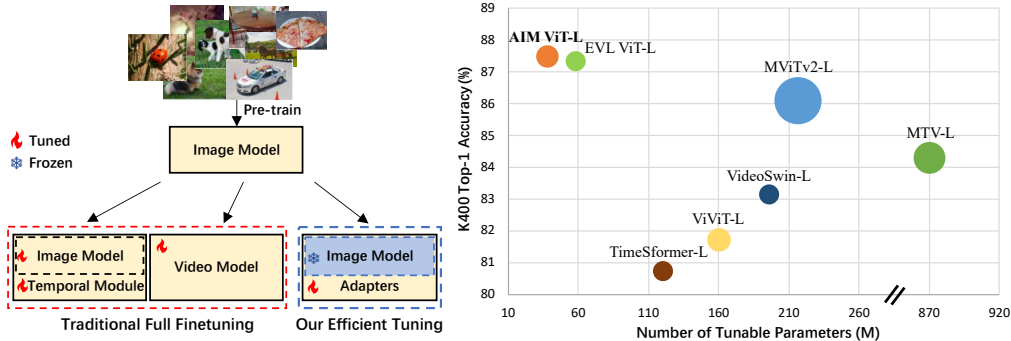 Pre-train
Image Model
Tuned
Frozen
Image Model
Temporal Module
Video Model
Image Model
Adapters
Traditional Full Finetuning
Our Efficient Tuning
K400 Top-1 Accuracy (%)
89
88
87
86
85
84
83
82
81
80
AIM ViT-L
EVL ViT-L
MViTv2-L
MTV-L
VideoSwin-L
ViViT-L
TimeSformer-L
10 60 110 160 210 260 870 920
Number of Tunable Parameters (M)